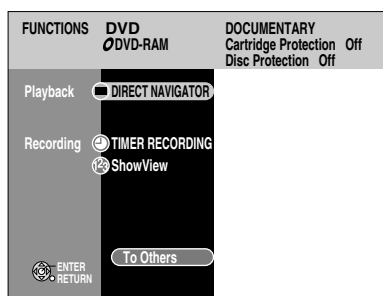 FUNCTIONS DVD DOCUMENTARY
DVD-RAM Cartridge Protection Off
Disc Protection Off
Playback DIRECT NAVIGATOR
Recording TIMER RECORDING
123 ShowView
To Others
ENTER
RETURN